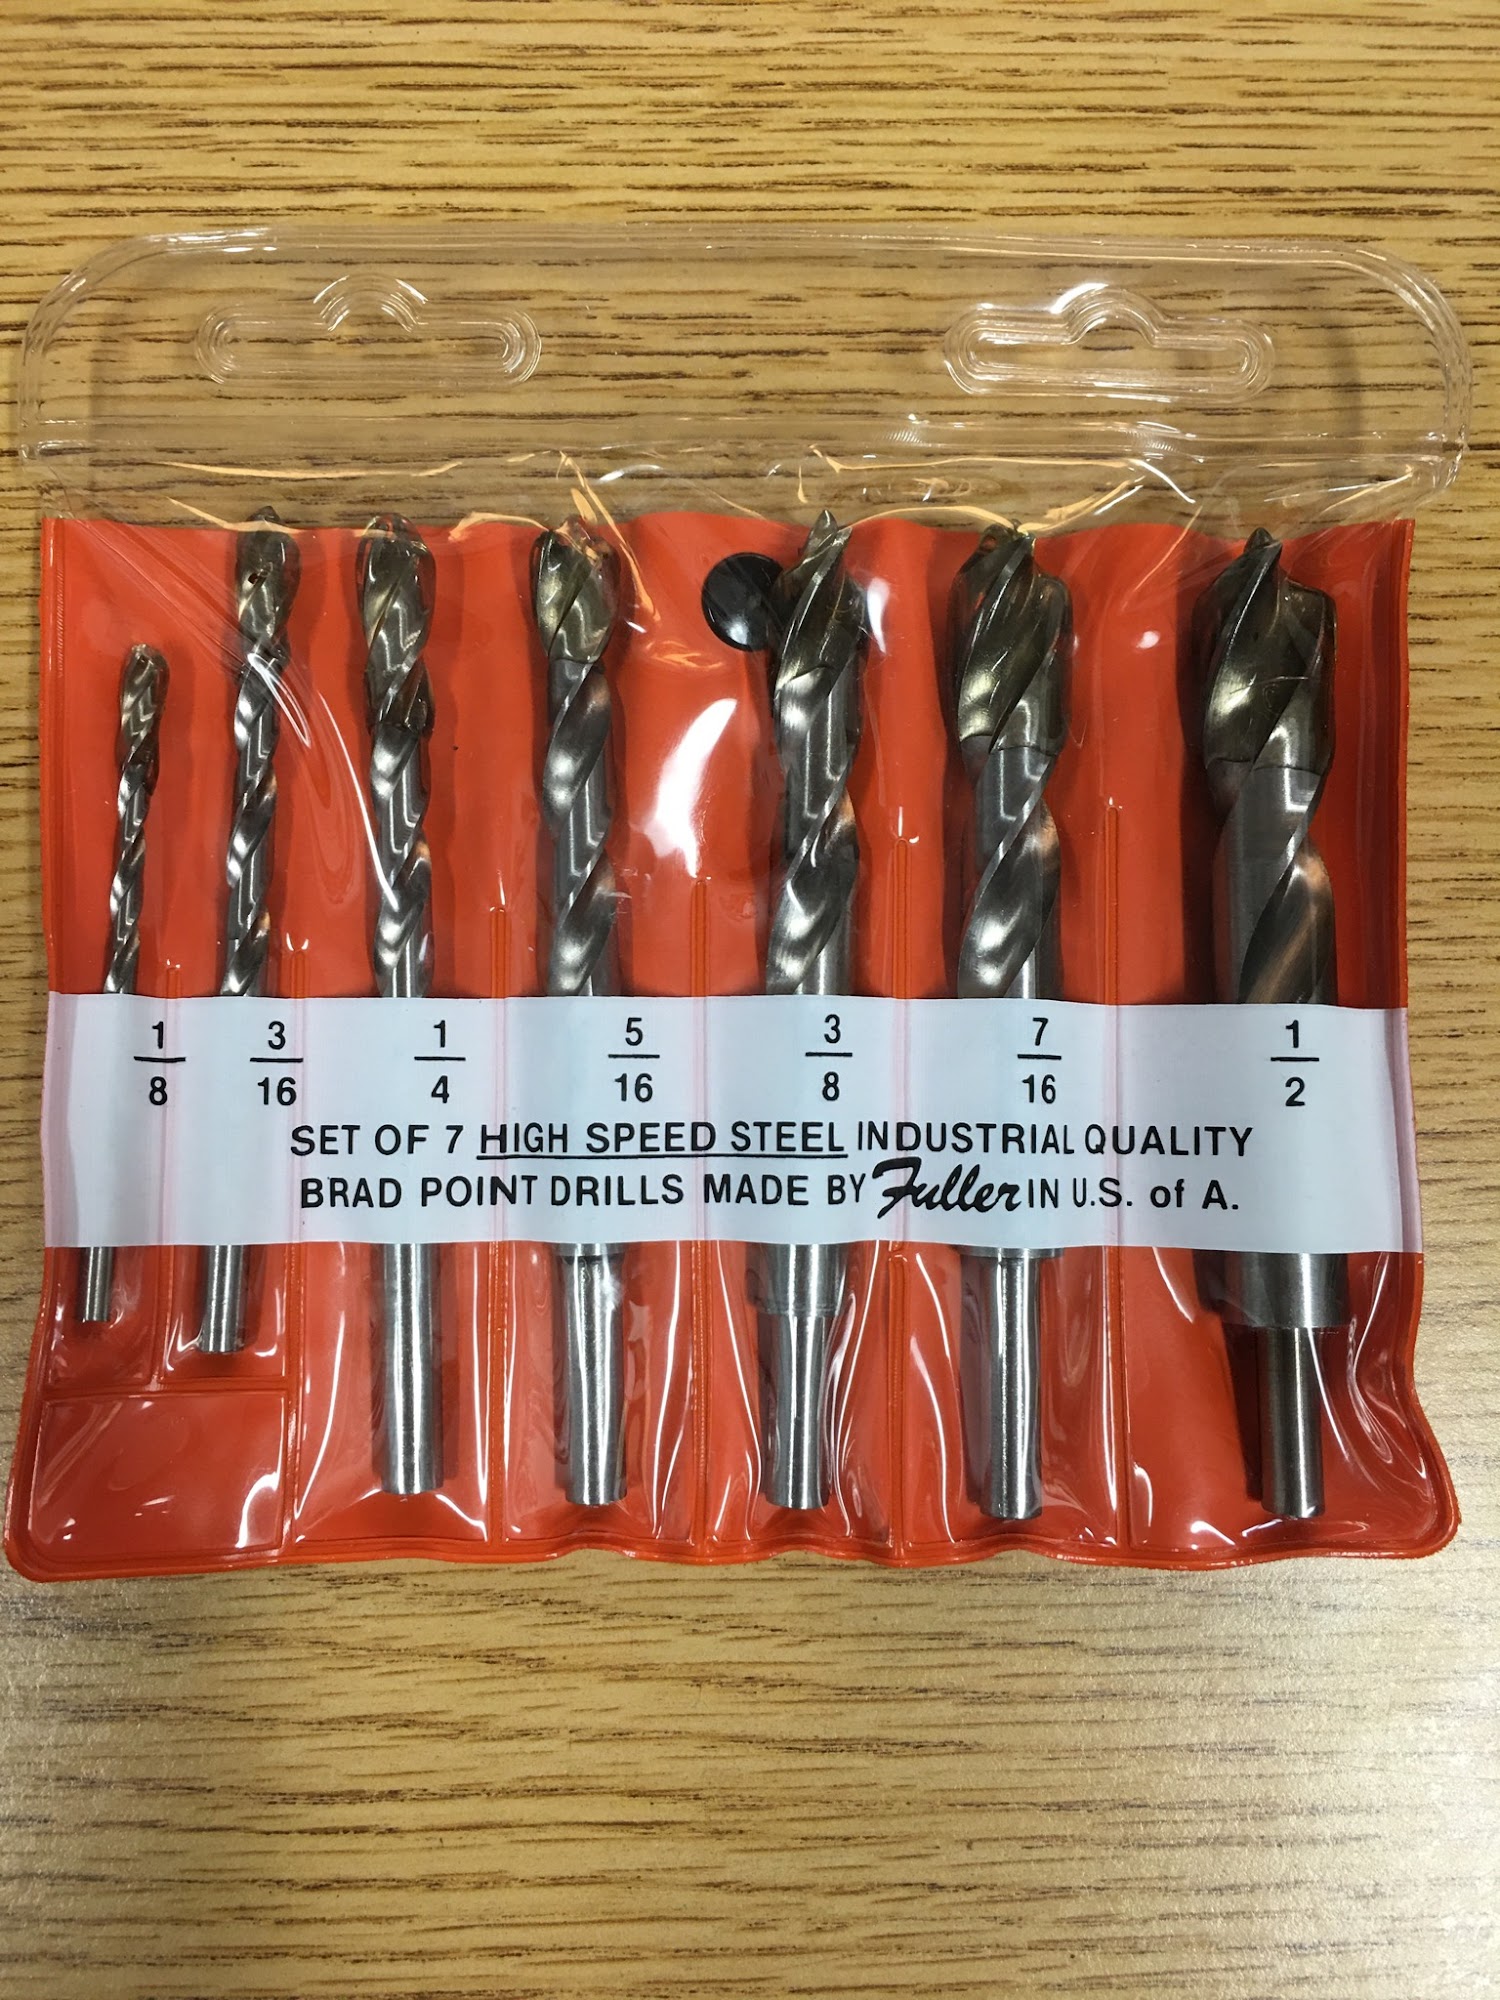 1/8 3/16 1/4 5/16 3/8 7/16 1/2
SET OF 7 HIGH SPEED STEEL INDUSTRIAL QUALITY
BRAD POINT DRILLS MADE BY Fuller IN U.S. of A.